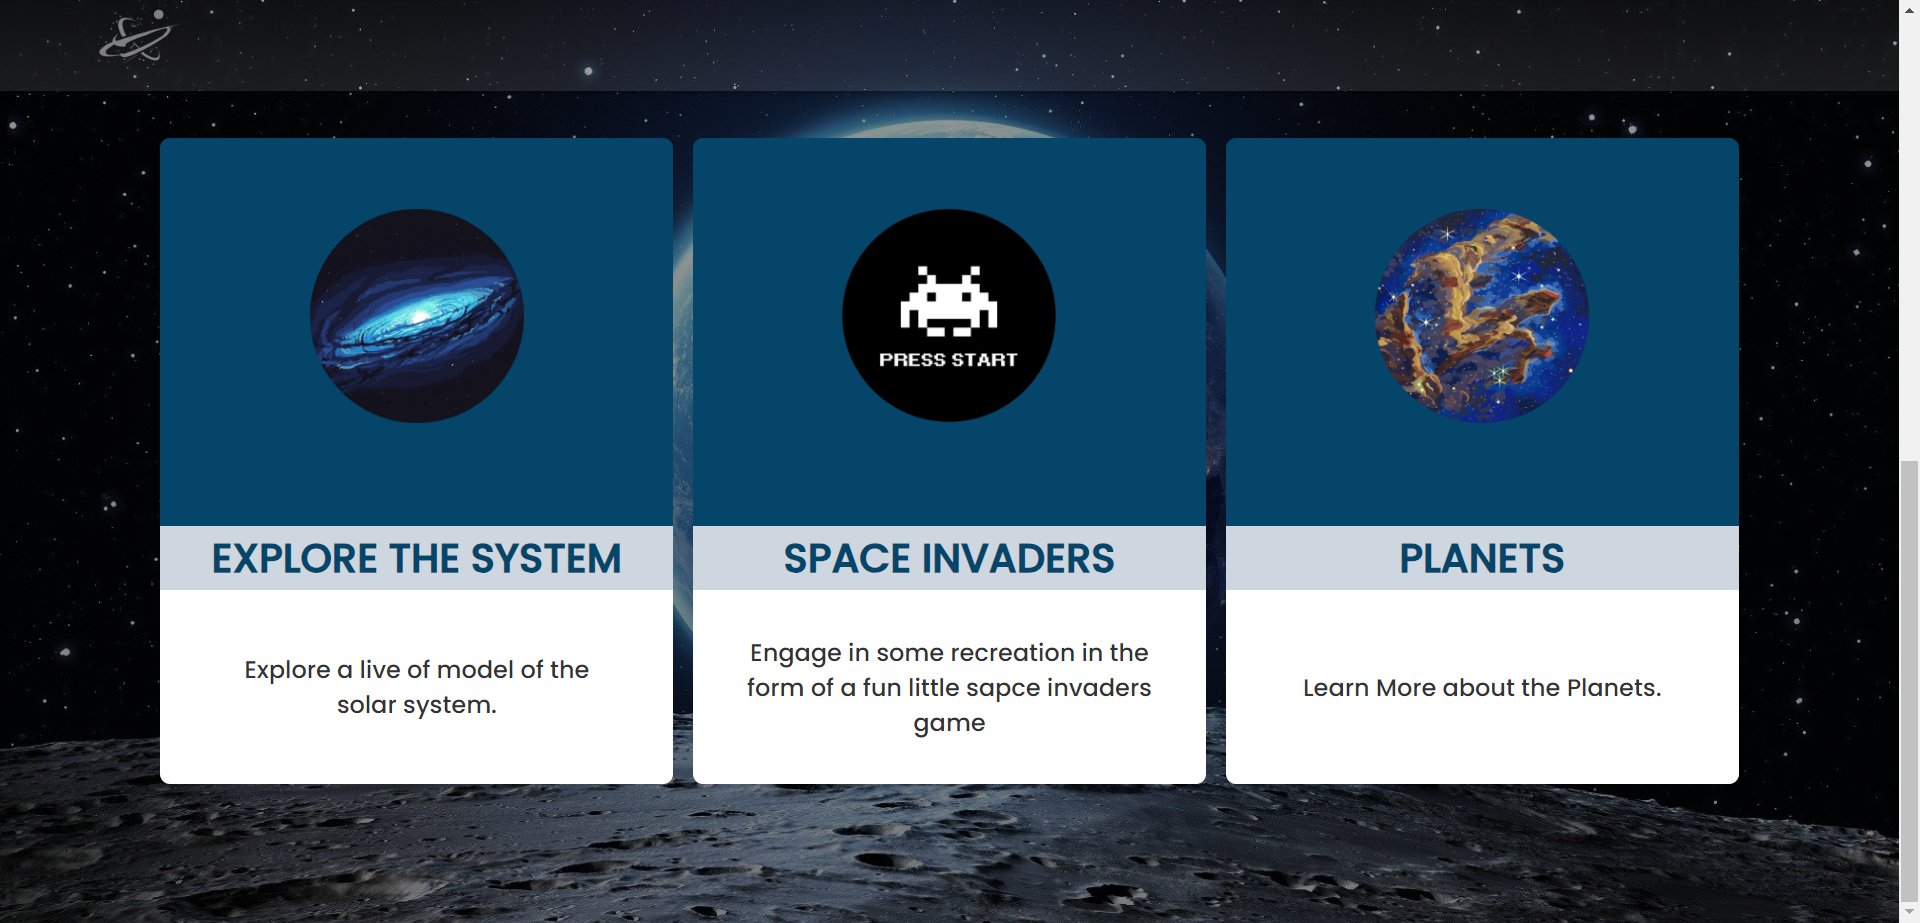 PRESS START
EXPLORE THE SYSTEM
Explore a live of model of the
solar system.
SPACE INVADERS
Engage in some recreation in the
form of a fun little sapce invaders
game
PLANETS
Learn More about the Planets.